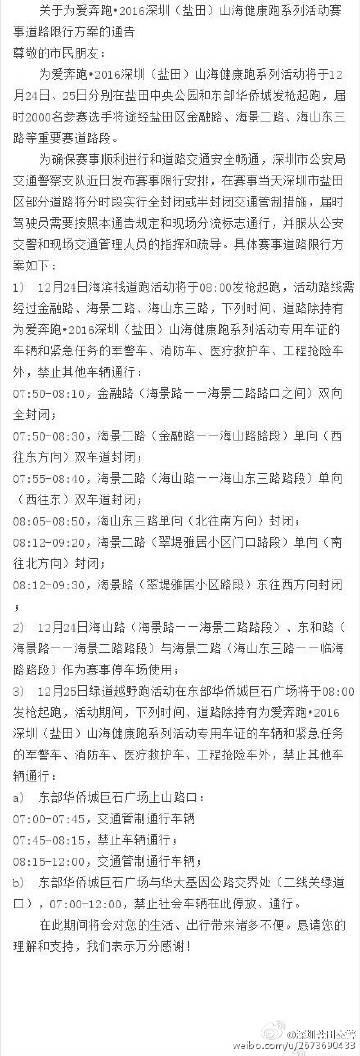 关于为爱奔跑•2016深圳（盐田）山海健康跑系列活动赛
事道路限行方案的通告
尊敬的市民朋友：
为爱奔跑•2016深圳（盐田）山海健康跑系列活动将于12
月24日、25日分别在盐田中央公园和东部华侨城发枪起跑，届
时2000名参赛选手将途经盐田区金融路、海景二路、海山东三
路等重要赛道路段。
为确保赛事顺利进行和道路交通安全畅通，深圳市公安局
交通警察支队近日发布赛事限行安排，在赛事当天深圳市盐田
区部分道路将分时段实行全封闭或半封闭交通管制措施，届时
驾驶员需要按照本通告规定和现场分流标志通行，并服从公安
交警和现场交通管理人员的指挥和疏导。具体赛事道路限行方
案如下：
1） 12月24日海滨栈道跑活动将于08:00发枪起跑，活动路线需
经过金融路、海景二路、海山东三路，下列时间、道路除持有
为爱奔跑•2016深圳（盐田）山海健康跑系列活动专用车证的
车辆和紧急任务的军警车、消防车、医疗救护车、工程抢险车
外，禁止其他车辆通行：
07:50-08:10，金融路（海景路——海景二路路口之间）双向
全封闭；
07:50-08:30，海景二路（金融路——海山路路段）单向（西
往东方向）双车道封闭；
07:55-08:40，海景二路（海山路——海山东三路路段）单向
（西往东）双车道封闭；
08:05-08:50，海山东三路单向（北往南方向）封闭；
08:12-09:20，海景二路（翠堤雅居小区门口路段）单向（南
往北方向）封闭；
08:12-09:30，海景路（翠堤雅居小区路段）东往西方向封闭
；
2） 12月24日海山路（海景路——海景二路路段）、东和路（
海景路——海景二路路段）与海景二路（海山东三路——临海
路路段）作为赛事停车场使用；
3） 12月25日绿道越野跑活动在东部华侨城巨石广场将于08:00
发枪起跑，活动期间，下列时间、道路除持有为爱奔跑•2016
深圳（盐田）山海健康跑系列活动专用车证的车辆和紧急任务
的军警车、消防车、医疗救护车、工程抢险车外，禁止其他车
辆通行：
a） 东部华侨城巨石广场上山路口：
07:00-07:45，交通管制通行车辆
07:45-08:15，禁止车辆通行；
08:15-12:00，交通管制通行车辆；
b） 东部华侨城巨石广场与华大基因公路交界处（二线关绿道
口），07:00-12:00，禁止社会车辆在此停放、通行。
在此期间将会对您的生活、出行带来诸多不便。恳请您的
理解和支持，我们表示万分感谢！
@深圳盐田交警
weibo.com/u/2673690433